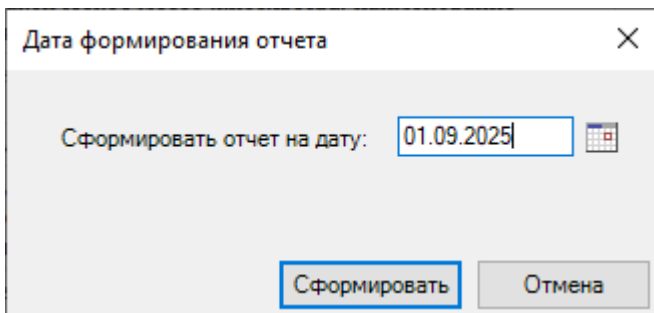 Дата формирования отчета
Сформировать отчет на дату: 01.09.2025
Сформировать Отмена